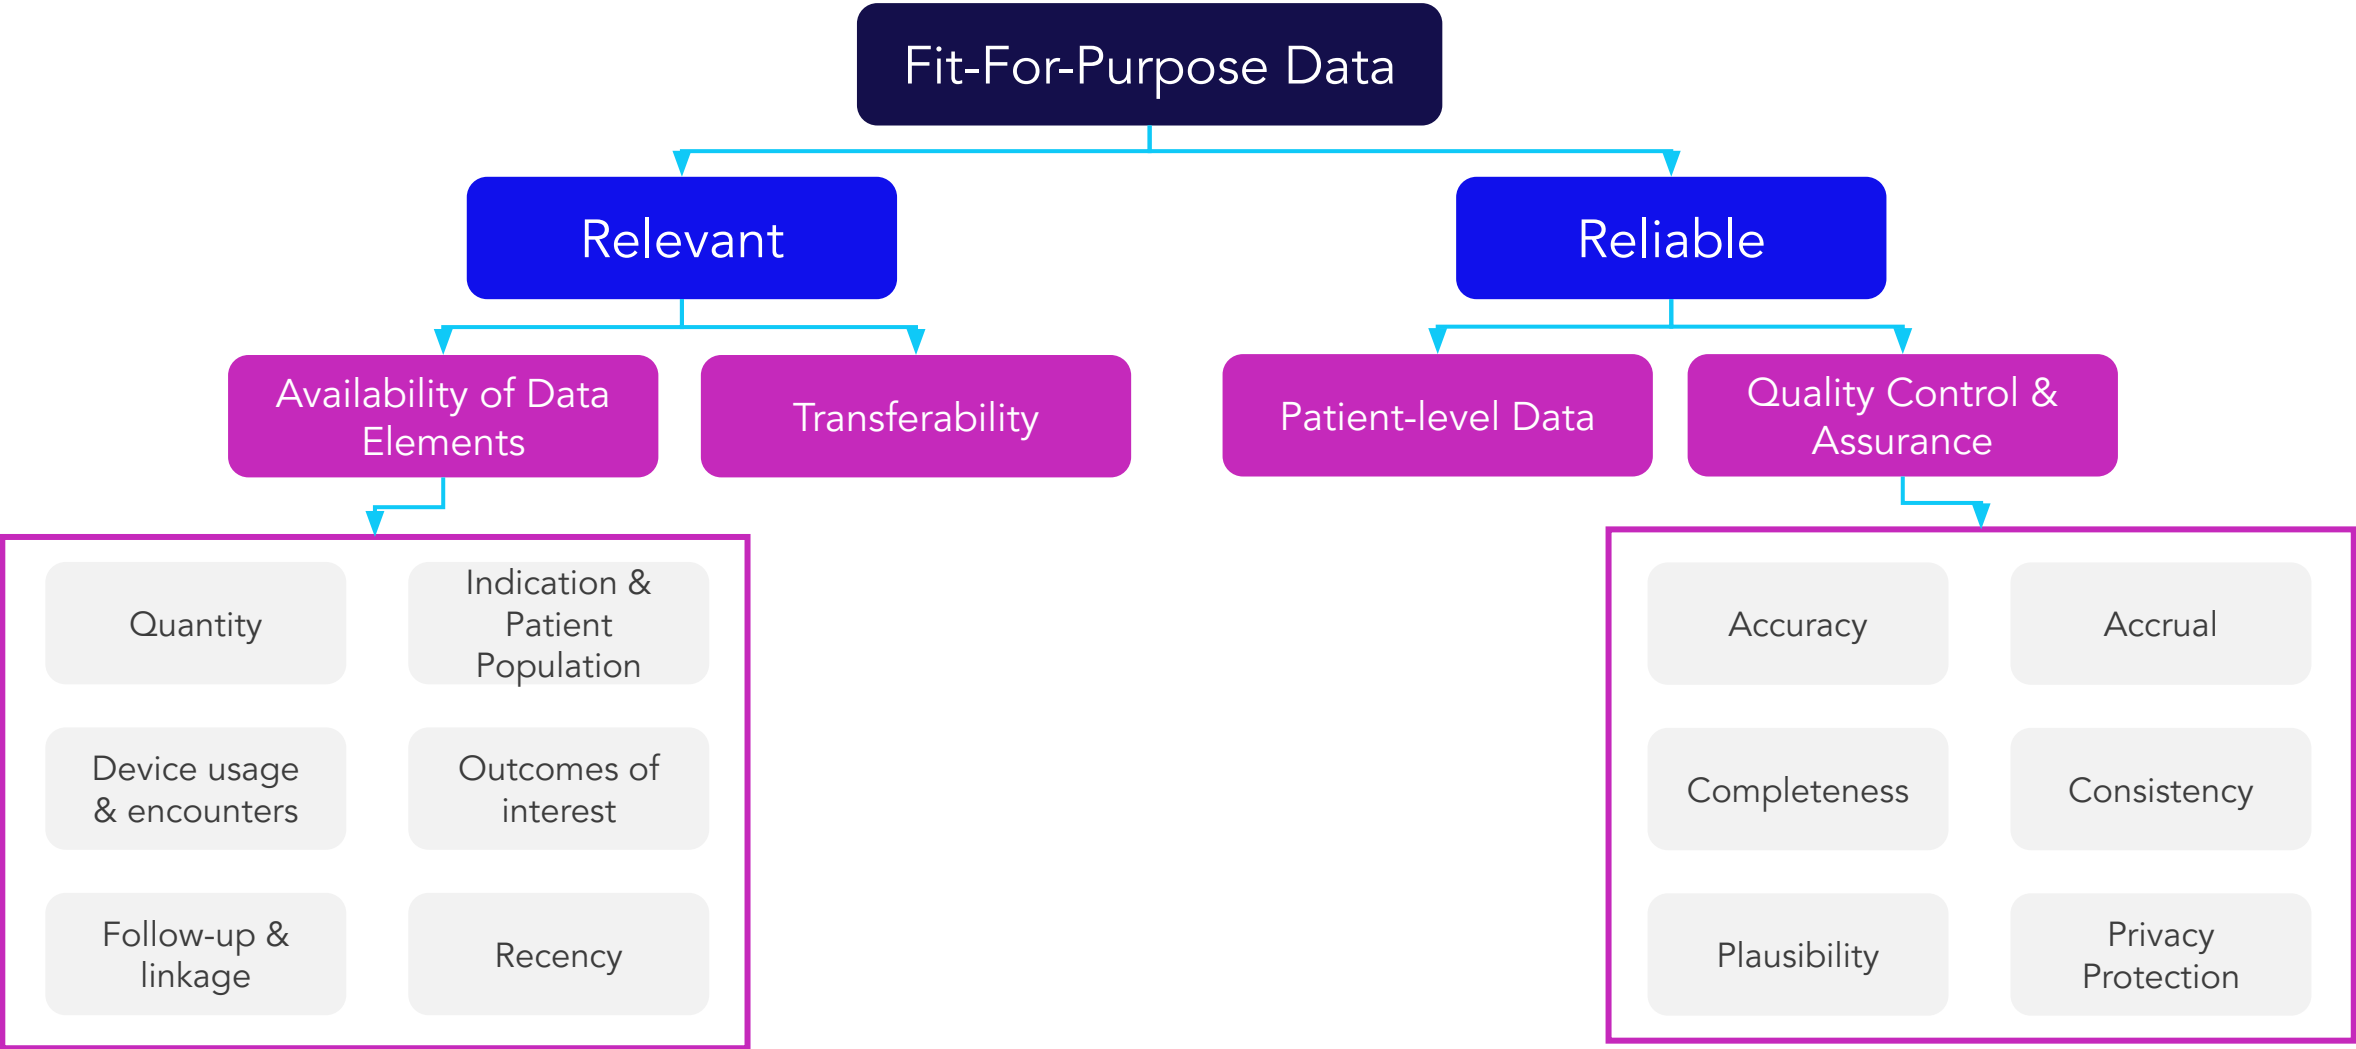 Fit-For-Purpose Data
Relevant
Reliable
Availability of Data
Elements
Transferability
Patient-level Data
Quality Control &
Assurance
Quantity
Indication &
Patient
Population
Device usage
& encounters
Outcomes of
interest
Follow-up &
linkage
Recency
Accuracy
Accrual
Completeness
Consistency
Plausibility
Privacy
Protection